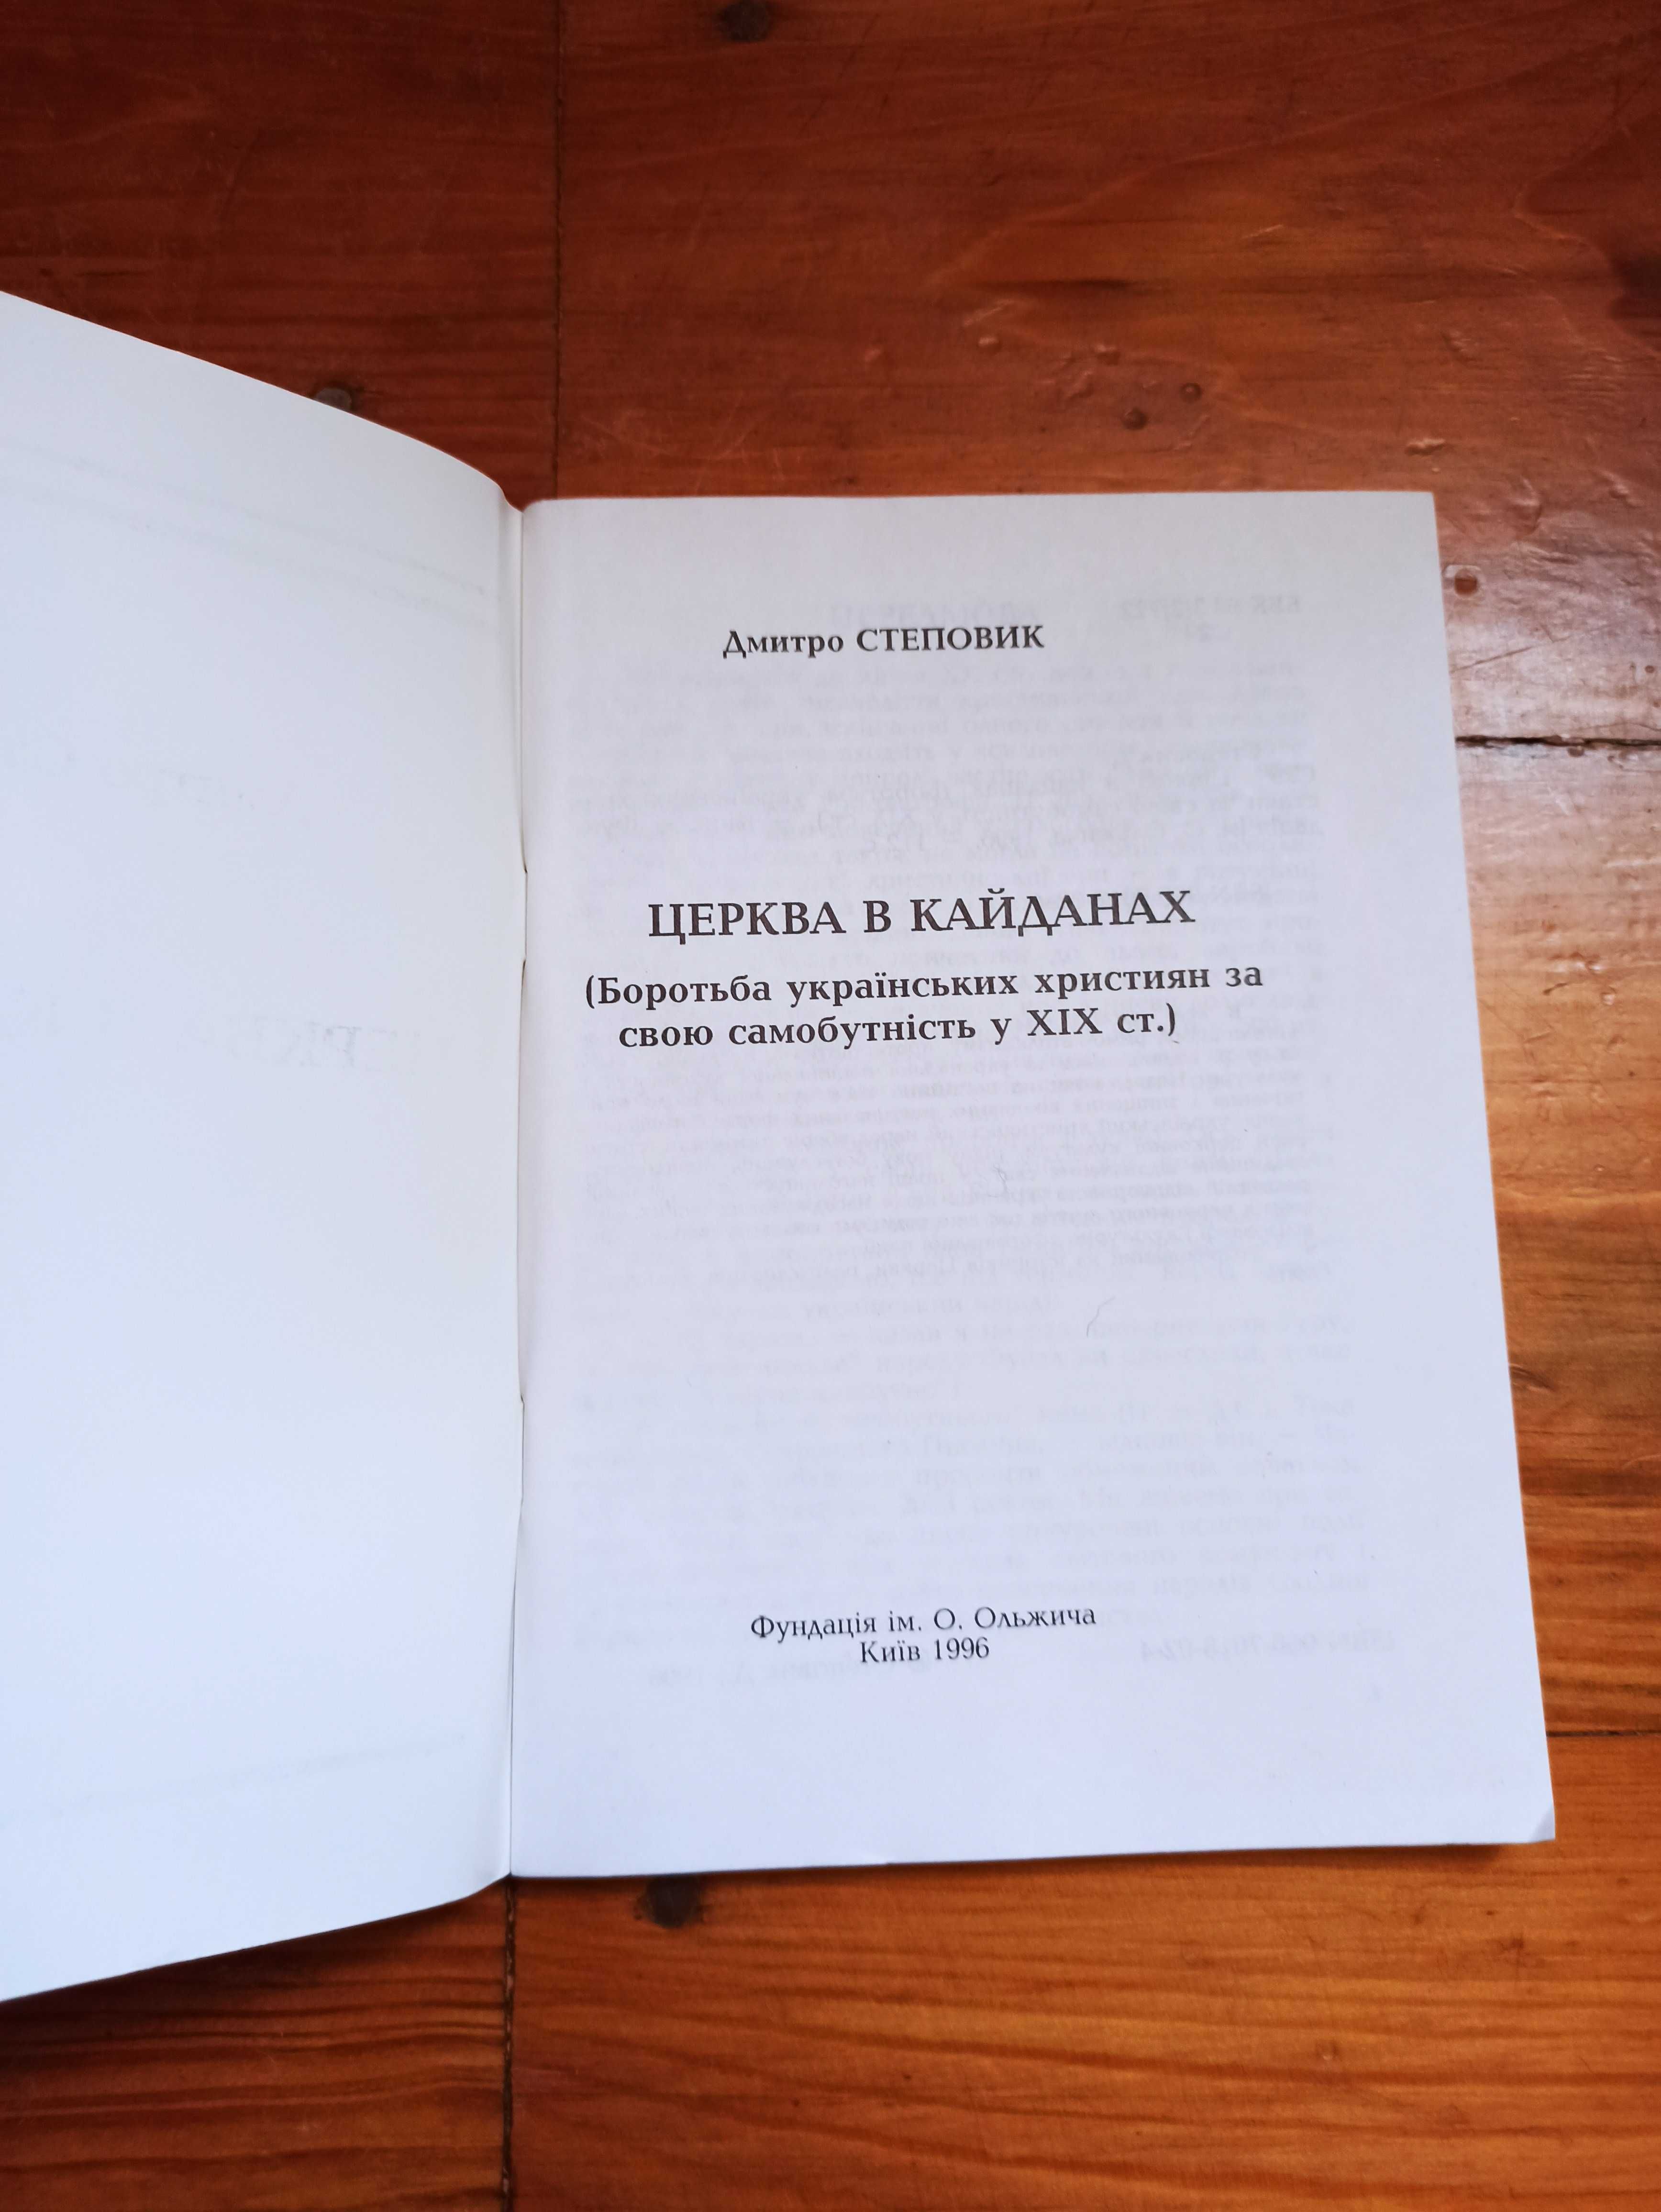 Дмитро СТЕПОВИК
ЦЕРКВА В КАЙДАНАХ
(Боротьба українських християн за
свою самобутність у XIX ст.)
Фундація ім. О. Ольжича
Київ 1996